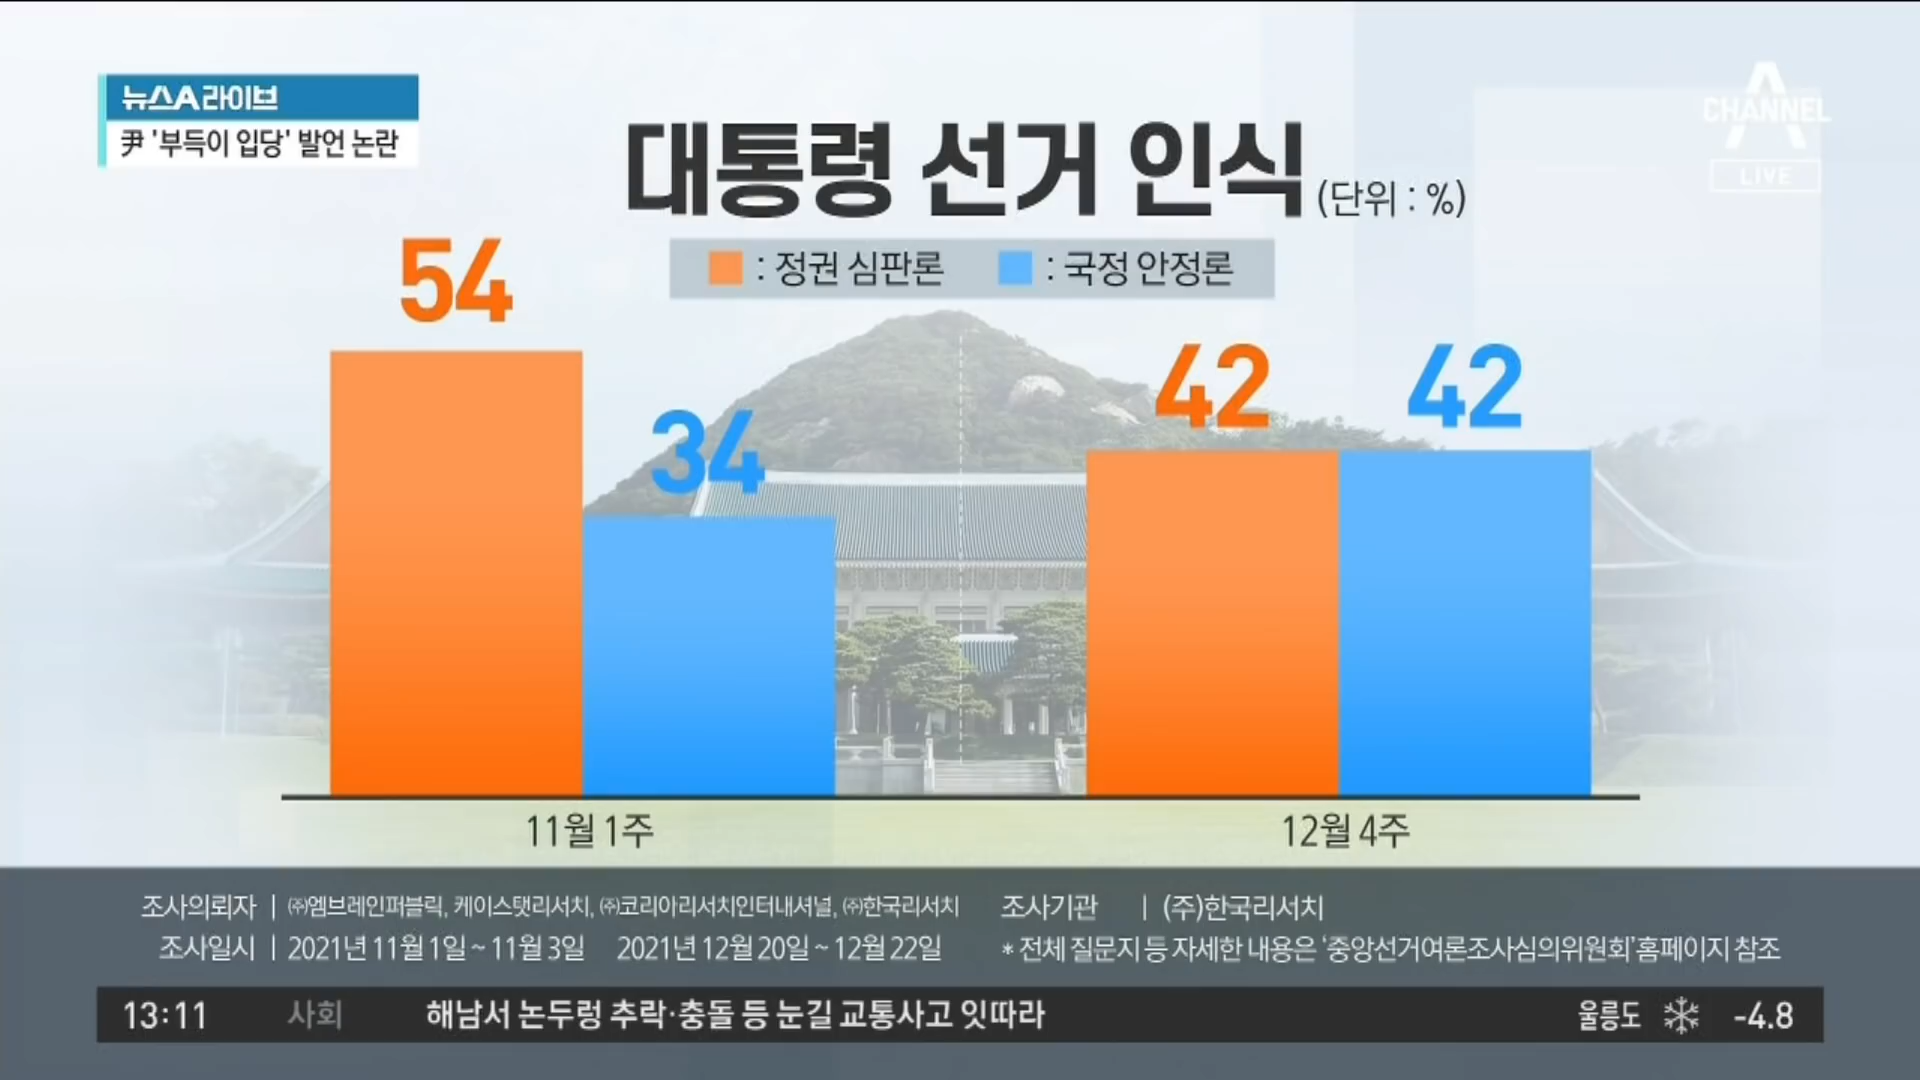 뉴스A 라이브
尹 '부득이 입당' 발언 논란
CHANNEL A
LIVE
대통령 선거 인식 (단위 : %)
: 정권 심판론 : 국정 안정론
54
34
42
42
11월 1주
12월 4주
조사의뢰자 | ㈜엠브레인퍼블릭, 케이스탯리서치, ㈜코리아리서치인터내셔널, ㈜한국리서치
조사기관 | (주)한국리서치
조사일시 | 2021년 11월 1일 ~ 11월 3일 2021년 12월 20일 ~ 12월 22일
* 전체 질문지 등 자세한 내용은 '중앙선거여론조사심의위원회' 홈페이지 참조
13:11 사회 해남서 논두렁 추락·충돌 등 눈길 교통사고 잇따라
울릉도 -4.8